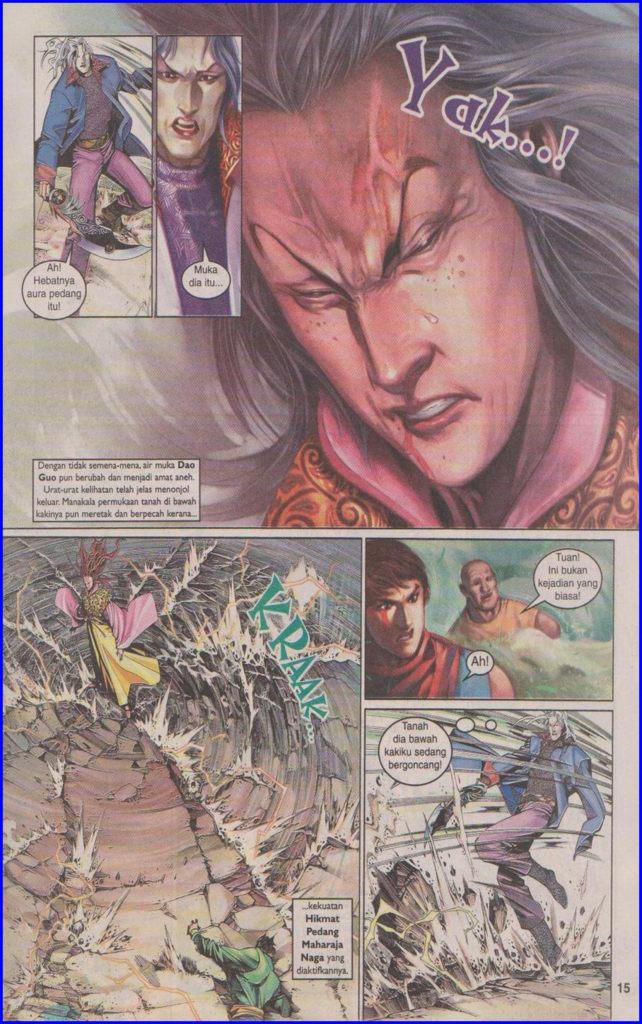 Ah!
Hebatnya
aura pedang
itu!
Muka
dia itu...
Yak....!
Dengan tidak semena-mena, air muka Dao
Guo pun berubah dan menjadi amat aneh.
Urat-urat kelihatan telah jelas menonjol
keluar. Manakala permukaan tanah di bawah
kakinya pun meretak dan berpecah kerana...
KRAAK...
...kekuatan
Hikmat
Pedang
Maharaja
Naga yang
diaktifkannya.
Tuan!
Ini bukan
kejadian yang
biasa!
Ah!
Tanah
dia bawah
kakiku sedang
bergoncang!
15